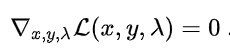 ∇x,y,λ ℒ(x, y, λ) = 0 .